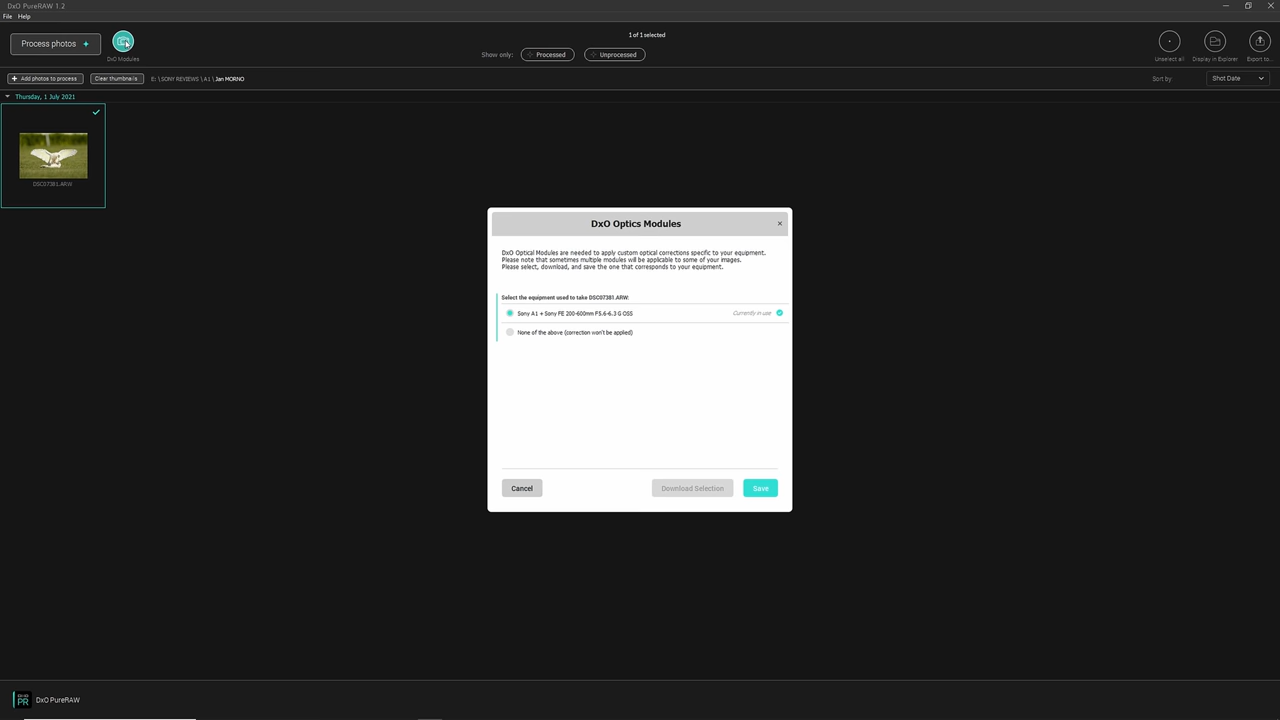 DxO PureRAW 1.2
File Help
Process photos
DxO Modules
1 of 1 selected
Show only: Processed Unprocessed
Unselect all Display in Explorer Export to...
Add photos to process Clear thumbnails E: \ SONY REVIEWS \ A1 \ Jan MORNO
Sort by: Shot Date
Thursday, 1 July 2021
DSC07381.ARW
DxO Optics Modules
DxO Optical Modules are needed to apply custom optical corrections specific to your equipment.
Please note that sometimes multiple modules will be applicable to some of your images.
Please select, download, and save the one that corresponds to your equipment.
Select the equipment used to take DSC07381.ARW:
Sony A1 + Sony FE 200-600mm F5.6-6.3 G OSS Currently in use
None of the above (correction won't be applied)
Cancel Download Selection Save
PR DxO PureRAW